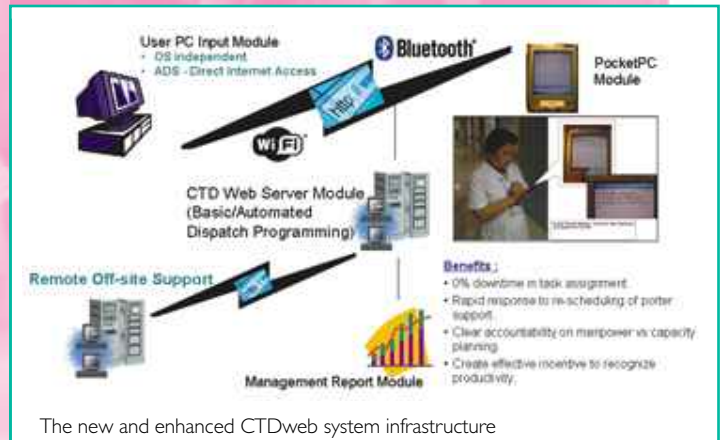 User PC Input Module
• OS independent
• ADS - Direct Internet Access
Bluetooth®
PocketPC
Module
http
Wi Fi
CTD Web Server Module
(Basic/Automated
Dispatch Programming)
Remote Off-site Support
Management Report Module
Benefits :
• 0% downtime in task assignment.
• Rapid response to re-scheduling of porter
support.
• Clear accountability on manpower vs capacity
planning.
• Create effective incentive to recognize
productivity.
The new and enhanced CTDweb system infrastructure